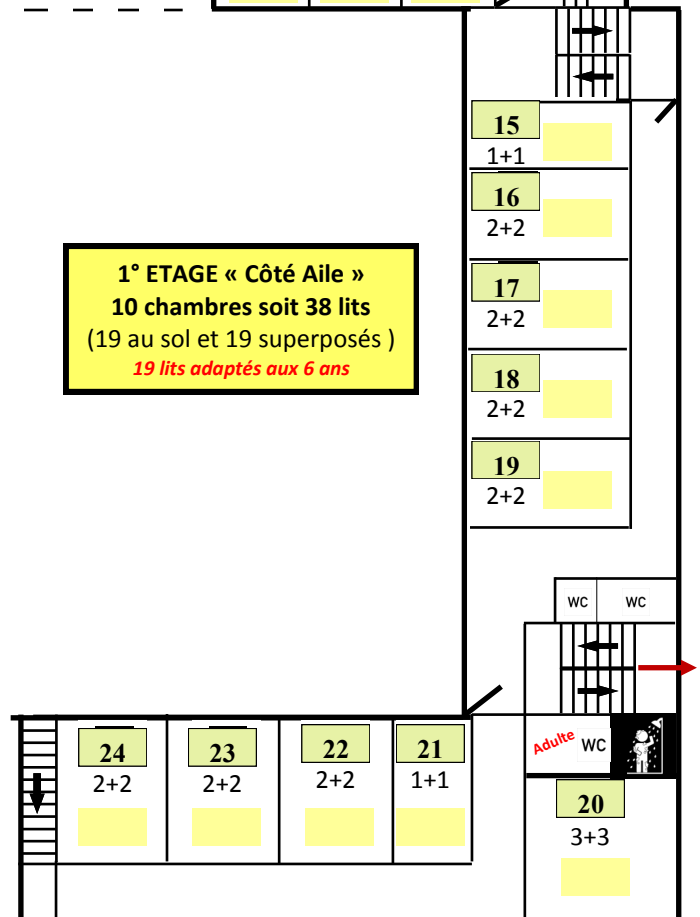 15
1+1
16
2+2
17
2+2
1° ETAGE « Côté Aile »
10 chambres soit 38 lits
(19 au sol et 19 superposés )
19 lits adaptés aux 6 ans
18
2+2
19
2+2
WC WC
Adulte WC
24 23 22 21
2+2 2+2 2+2 1+1
20
3+3